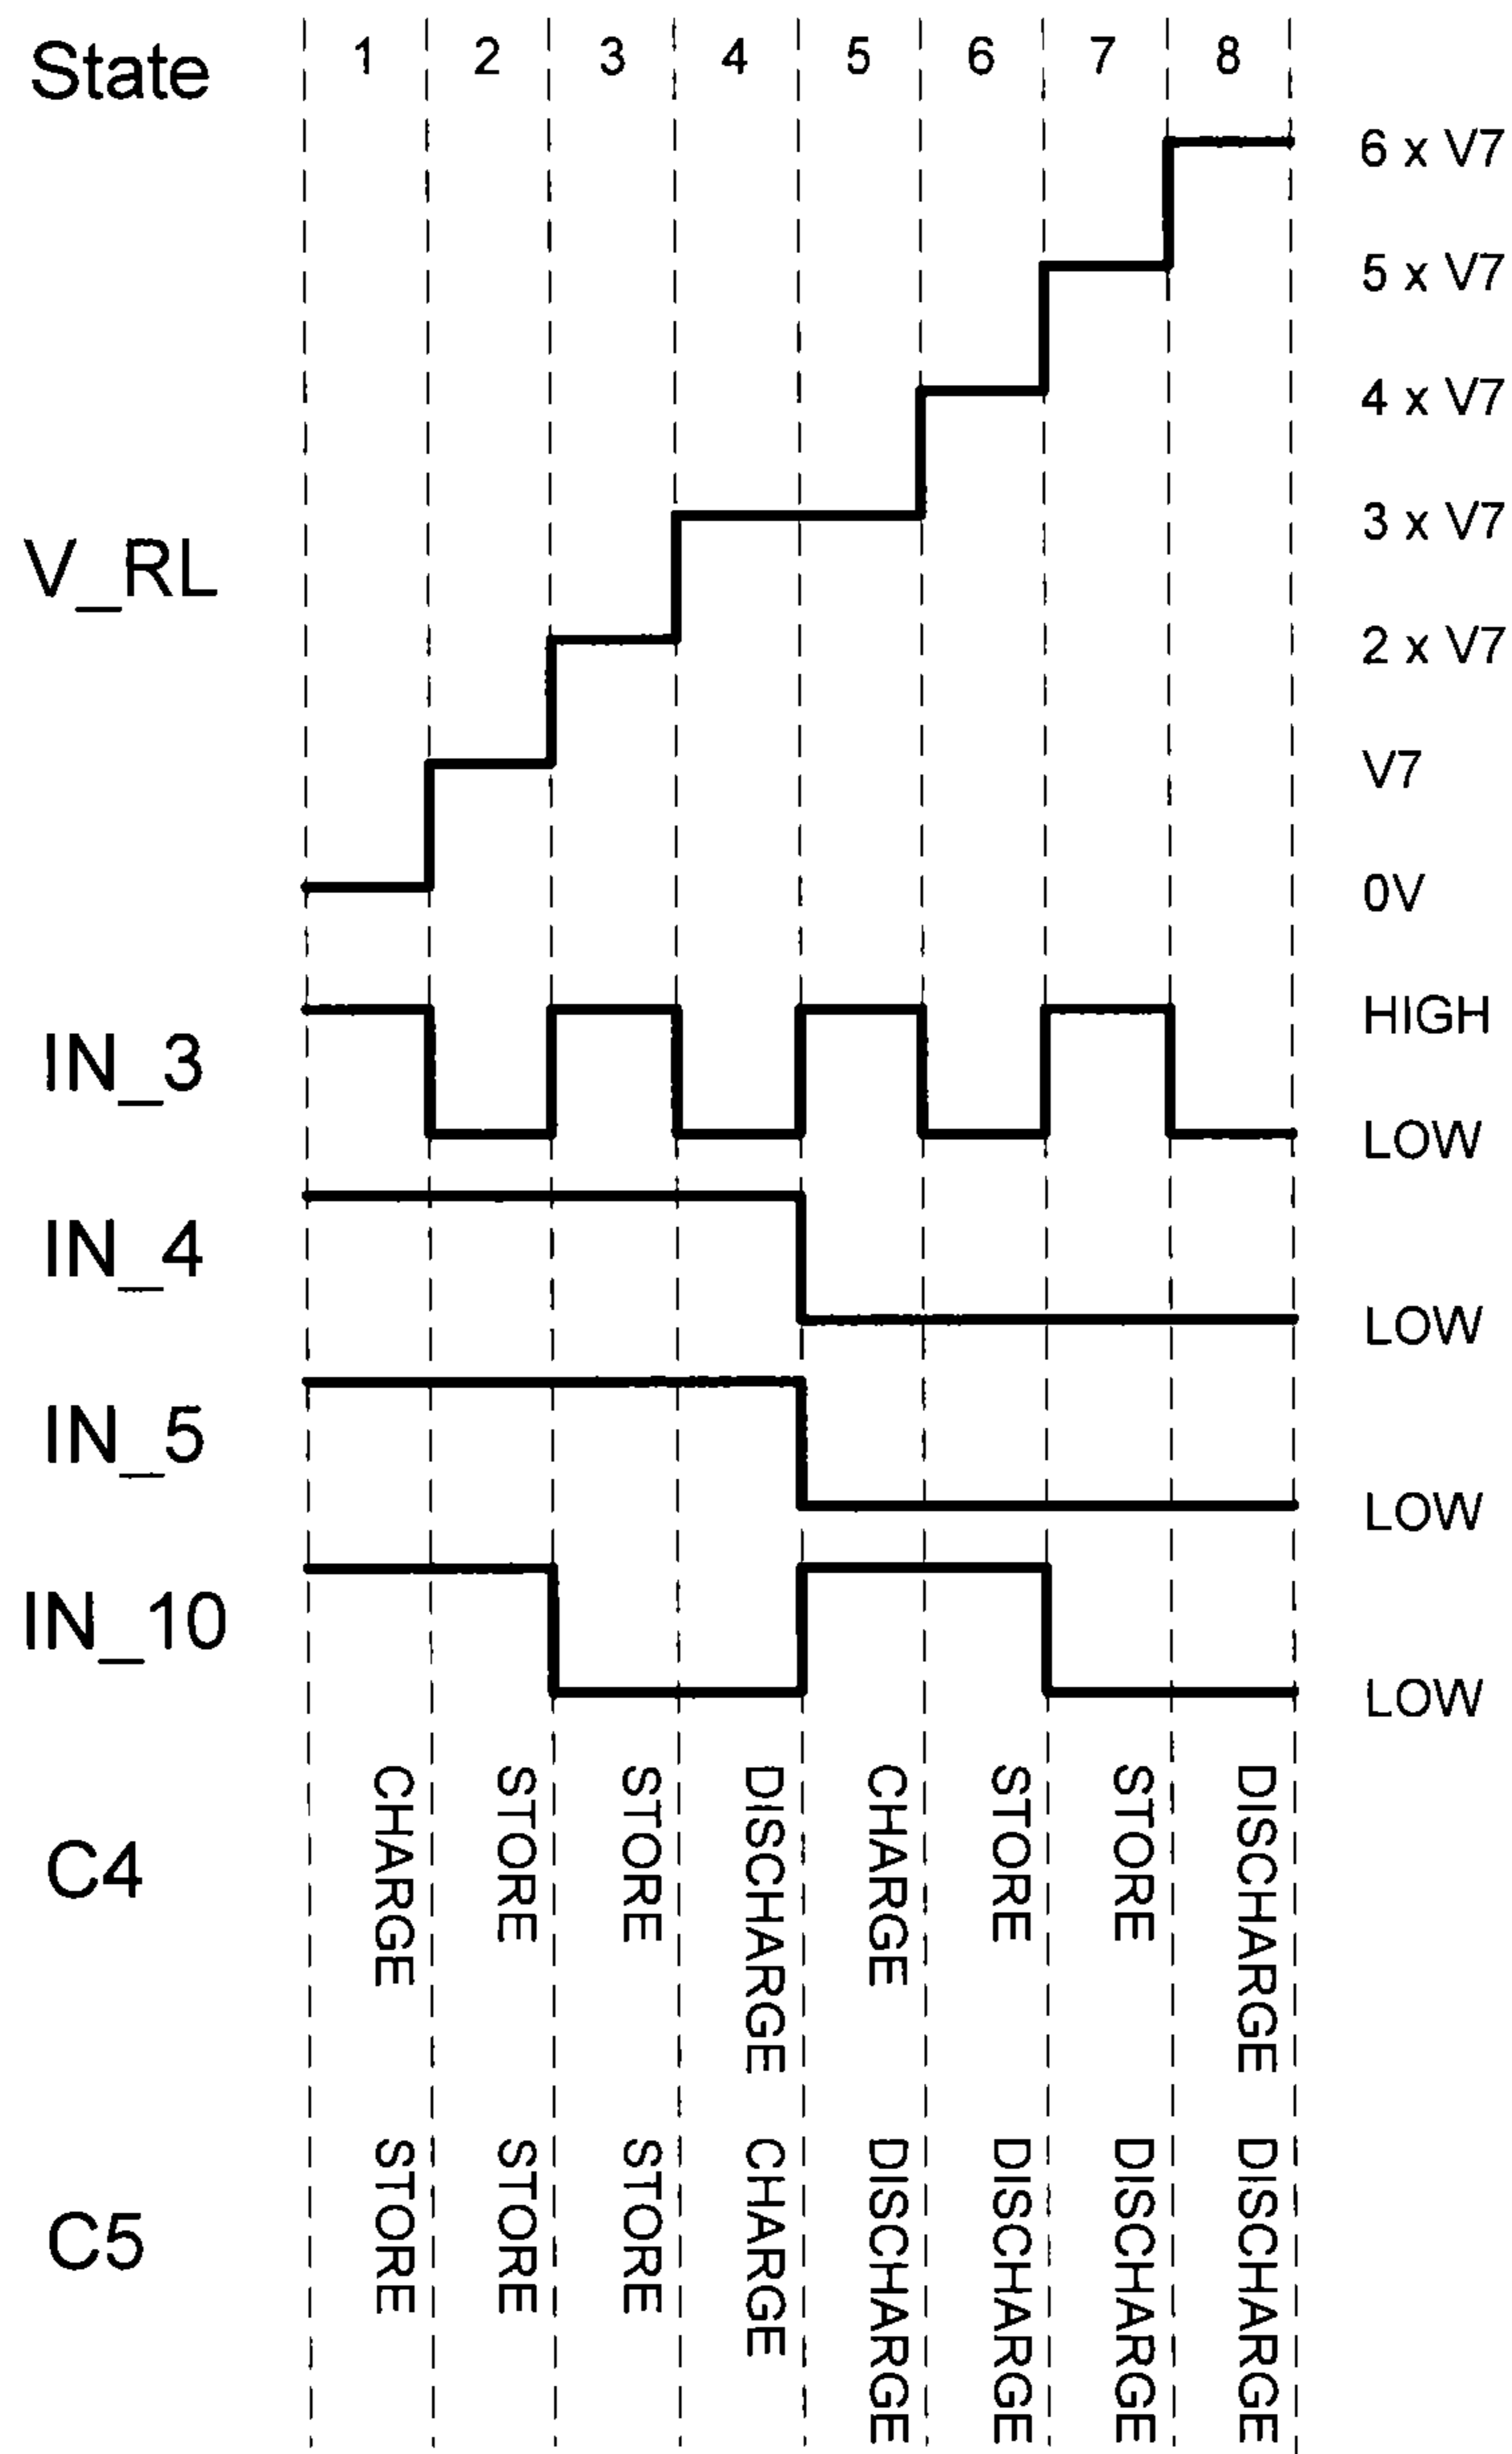 State 1 2 3 4 5 6 7 8
6 x V7
5 x V7
4 x V7
3 x V7
V_RL
2 x V7
V7
0V
HIGH
IN_3
LOW
IN_4
LOW
IN_5
LOW
IN_10
LOW
C4 CHARGE STORE STORE DISCHARGE CHARGE STORE STORE DISCHARGE
C5 STORE STORE STORE CHARGE DISCHARGE DISCHARGE DISCHARGE DISCHARGE